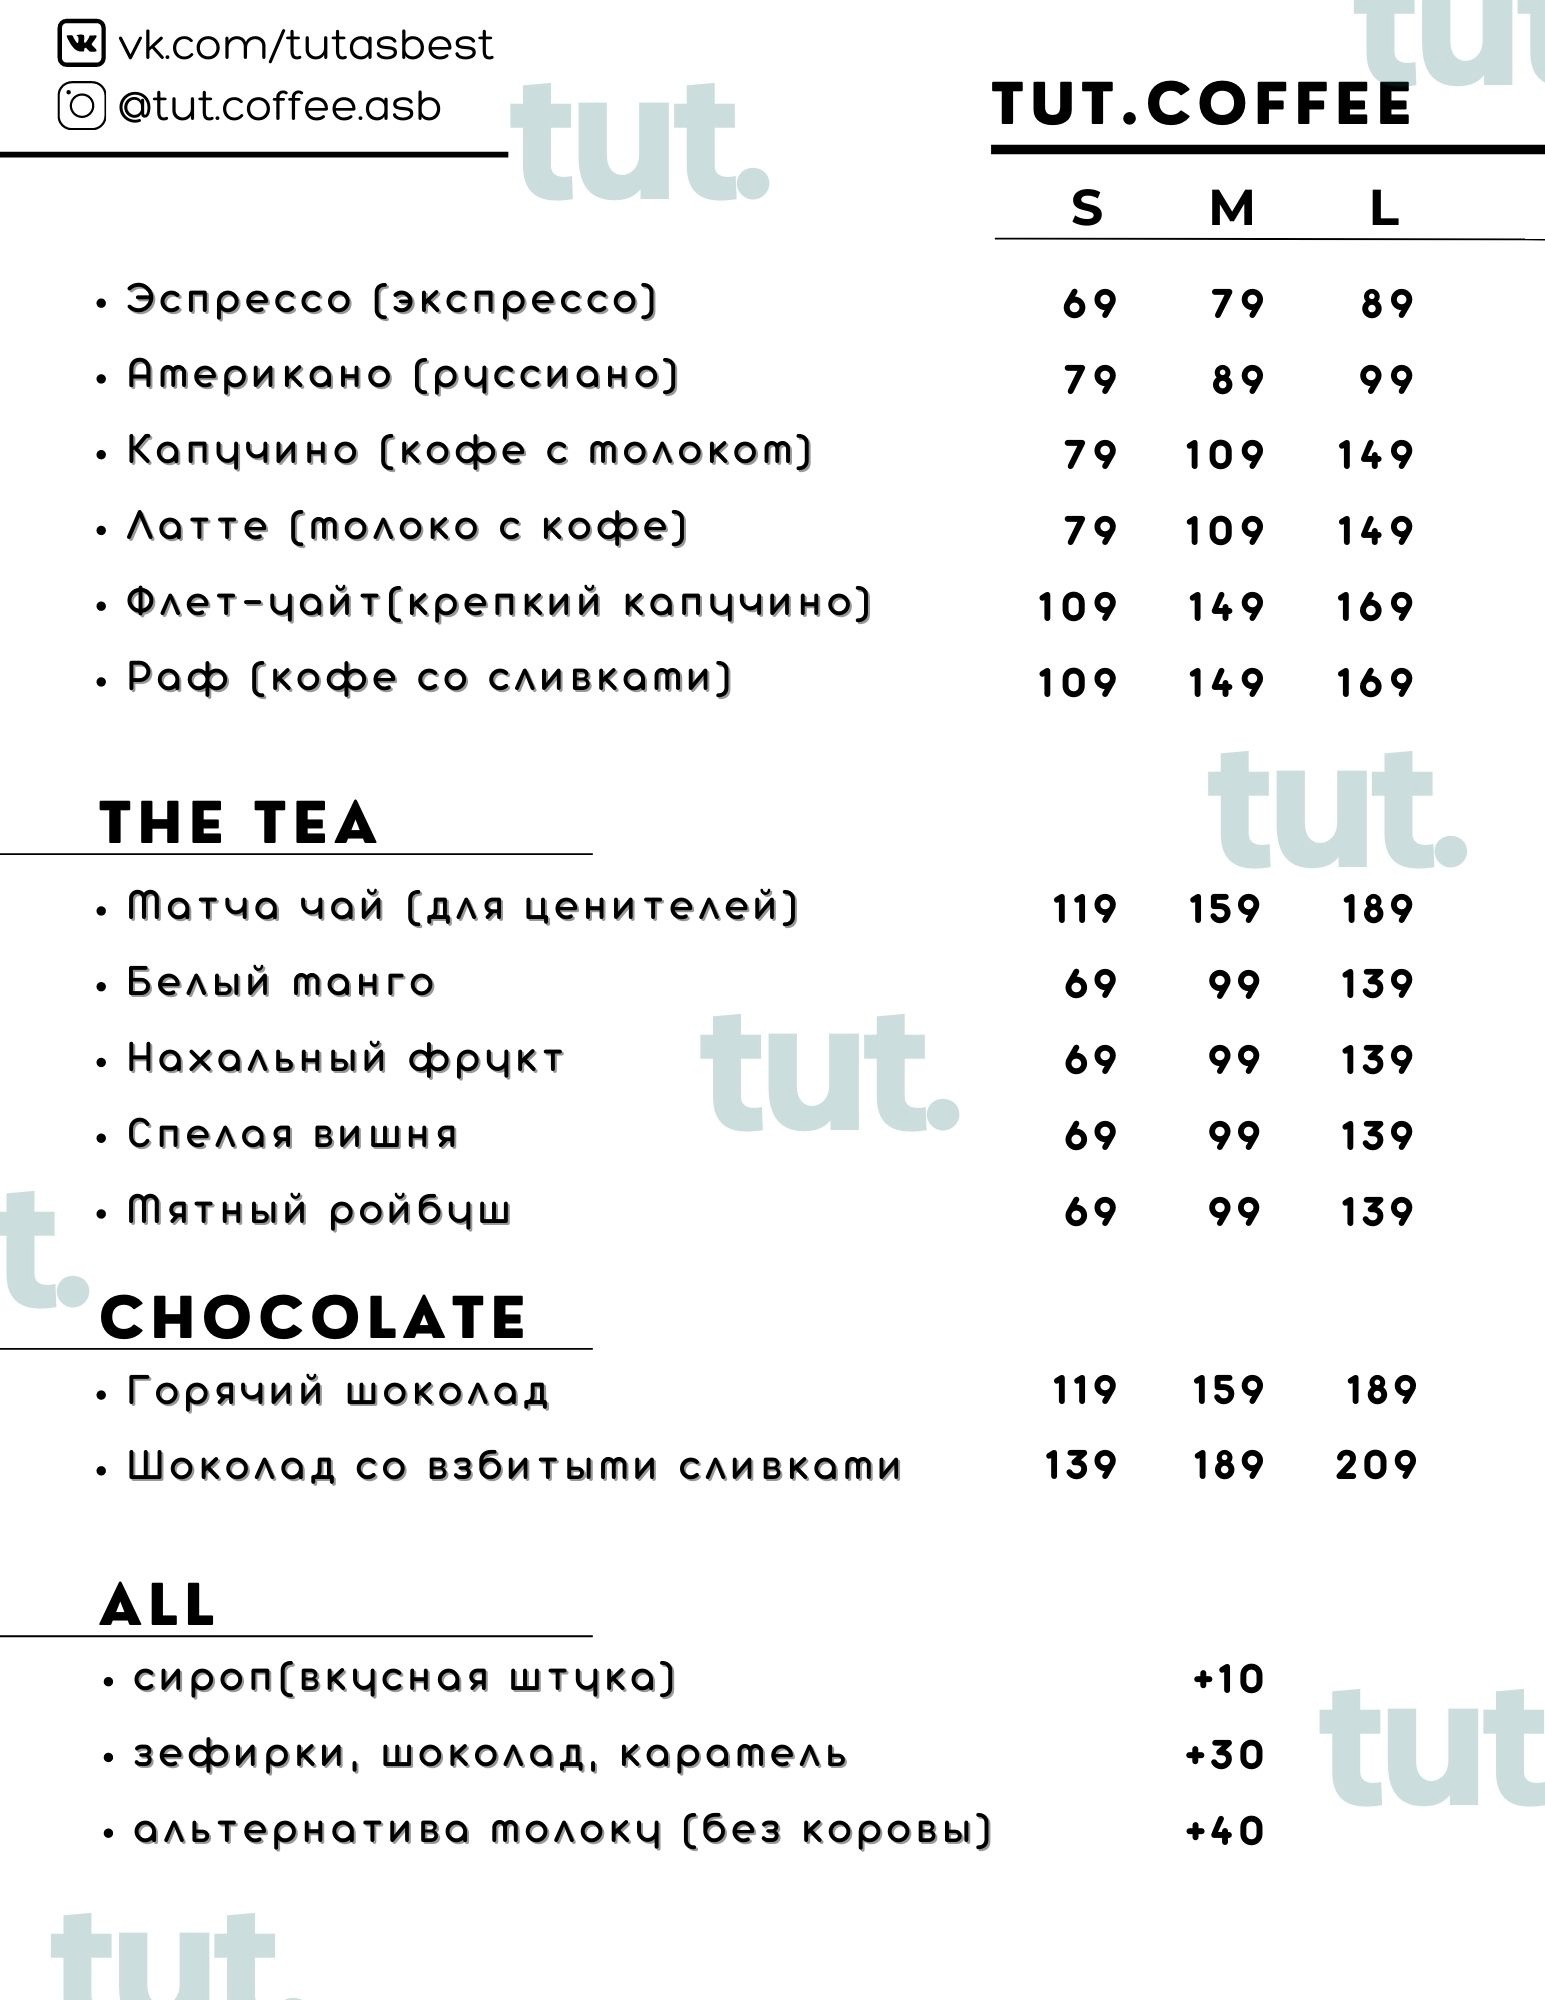 vk.com/tutasbest
@tut.coffee.asb
tut.
tut
TUT.COFFEE
S M L
• Эспрессо (экспрессо) 69 79 89
• Американо (руссиано) 79 89 99
• Капучино (кофе с молоком) 79 109 149
• Латте (молоко с кофе) 79 109 149
• Флет-уайт(крепкий капучино) 109 149 169
• Раф (кофе со сливками) 109 149 169
tut.
THE TEA
• Матча чай (для ценителей) 119 159 189
• Белый манго 69 99 139
tut.
• Нахальный фрукт 69 99 139
• Спелая вишня 69 99 139
• Мятный ройбуш 69 99 139
t.
CHOCOLATE
• Горячий шоколад 119 159 189
• Шоколад со взбитыми сливками 139 189 209
ALL
• сироп(вкусная штука) +10
• зефирки, шоколад, карамель +30
tut
• альтернатива молоку (без коровы) +40
tut.